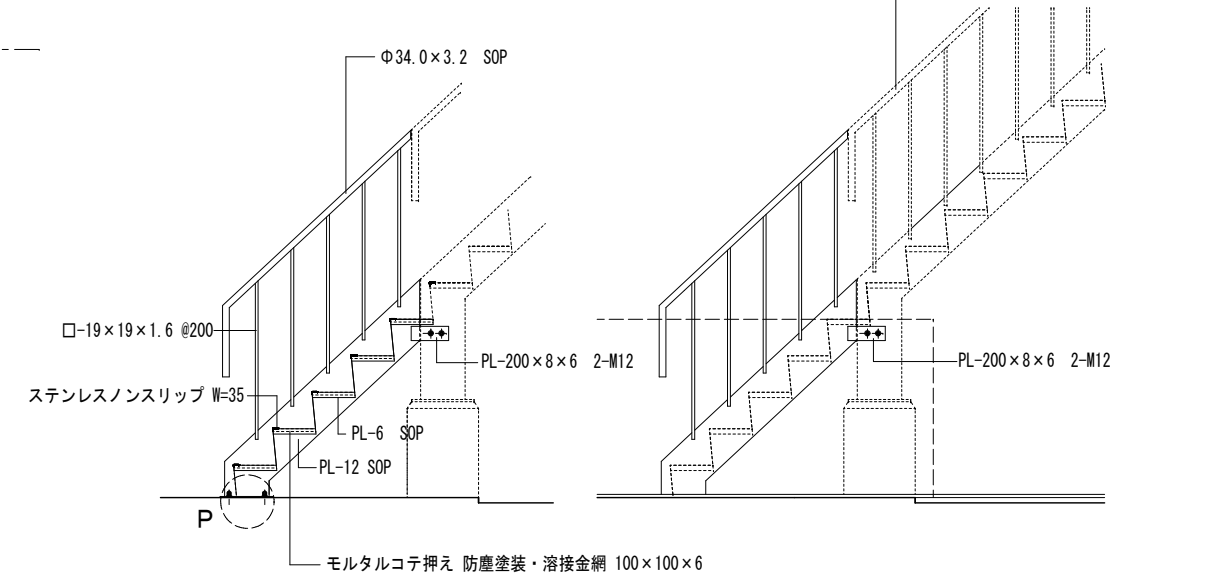 Φ34.0×3.2 SOP
□-19×19×1.6 @200
PL-200×8×6 2-M12
PL-200×8×6 2-M12
ステンレスノンスリップ W=35
PL-6 SOP
PL-12 SOP
P
モルタルコテ押え 防塵塗装・溶接金網 100×100×6